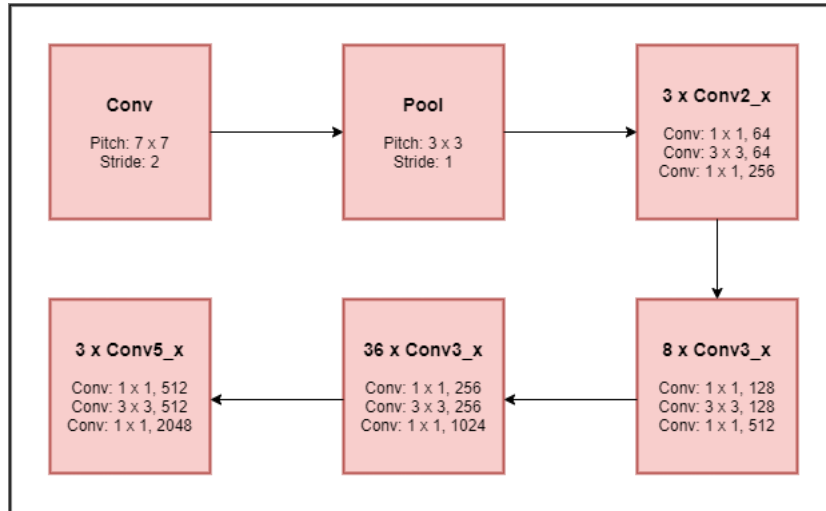 Conv
Pitch: 7 x 7
Stride: 2
Pool
Pitch: 3 x 3
Stride: 1
3 x Conv2_x
Conv: 1 x 1, 64
Conv: 3 x 3, 64
Conv: 1 x 1, 256
8 x Conv3_x
Conv: 1 x 1, 128
Conv: 3 x 3, 128
Conv: 1 x 1, 512
36 x Conv3_x
Conv: 1 x 1, 256
Conv: 3 x 3, 256
Conv: 1 x 1, 1024
3 x Conv5_x
Conv: 1 x 1, 512
Conv: 3 x 3, 512
Conv: 1 x 1, 2048